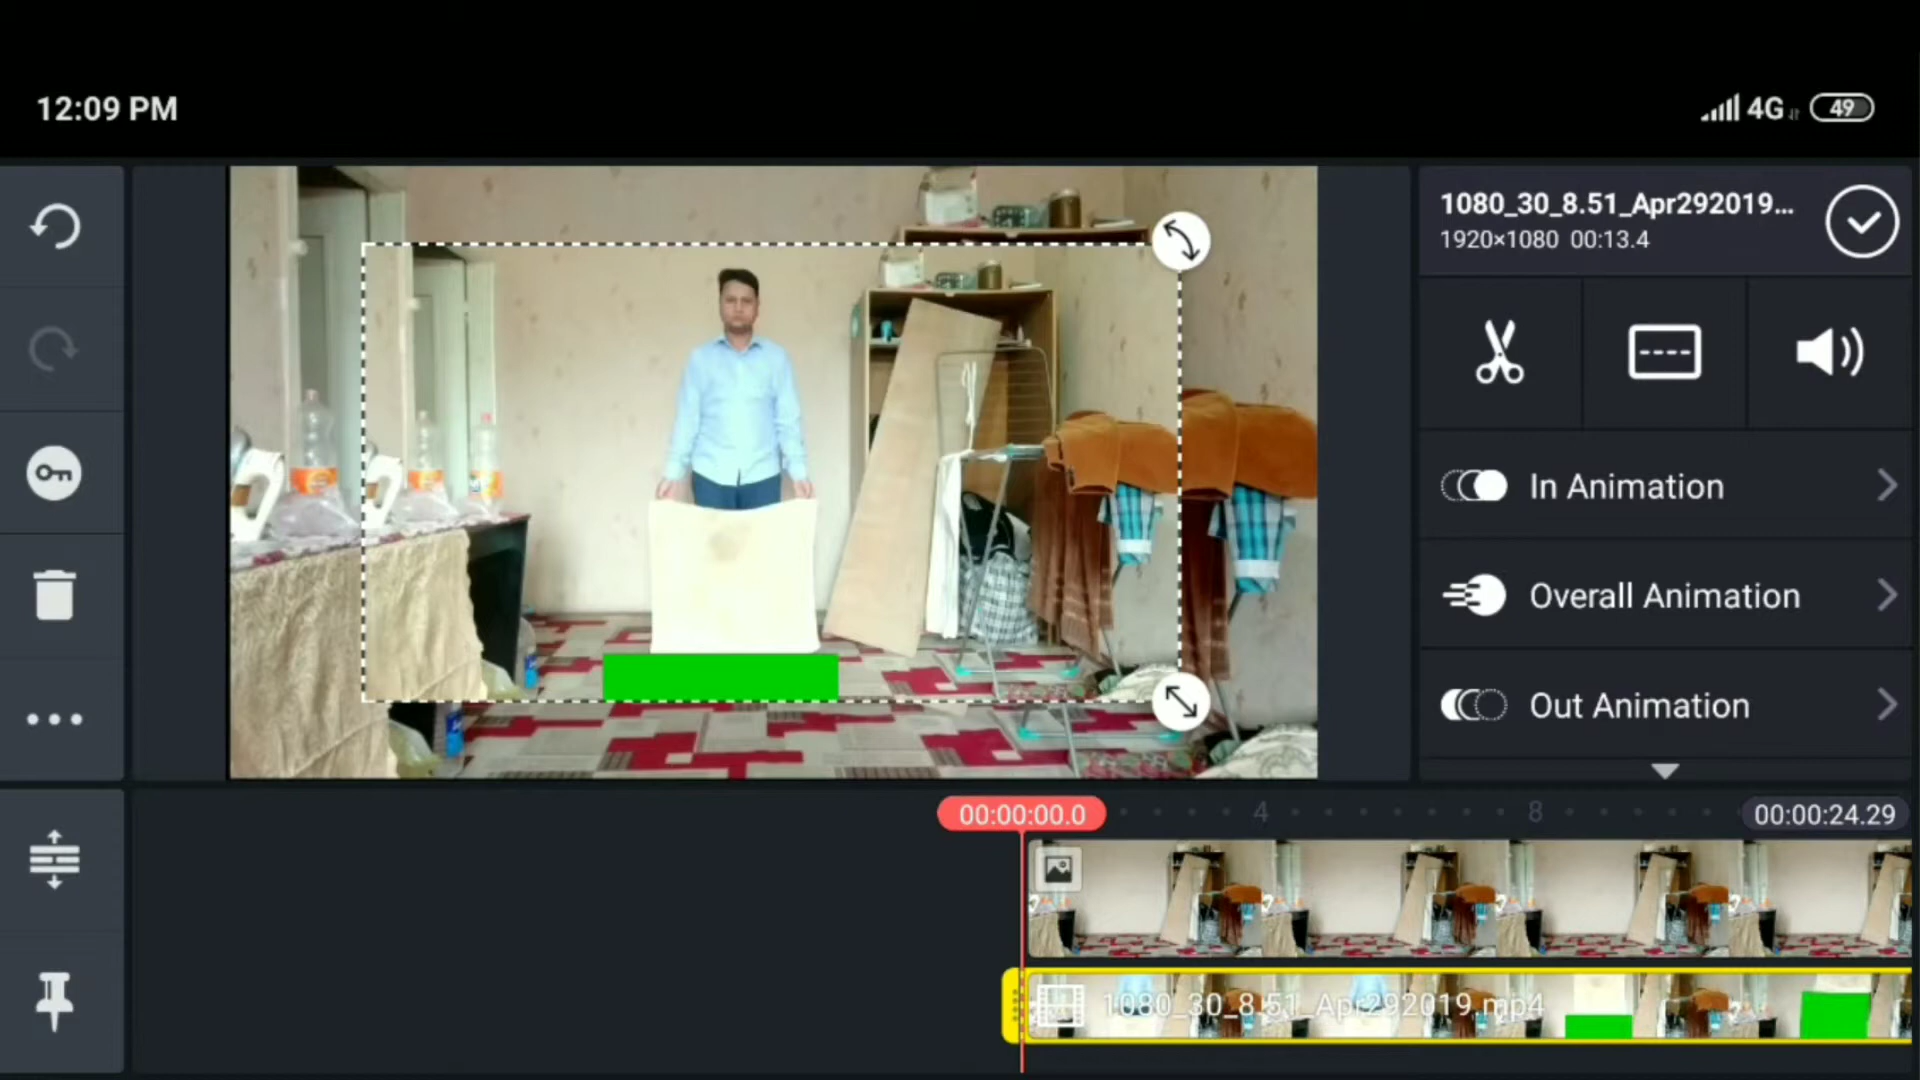 12:09 PM
4G
49
1080_30_8.51_Apr292019...
1920×1080 00:13.4
In Animation
Overall Animation
Out Animation
00:00:00.0
4
8
00:00:24.29
1080_30_8.51_Apr292019.mp4